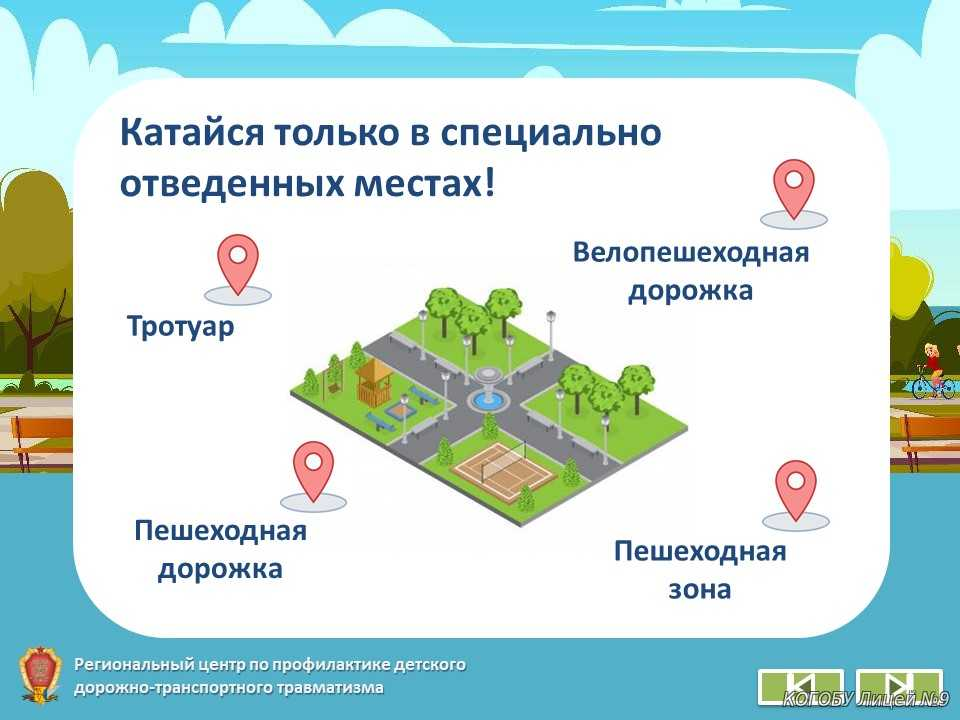 Катайся только в специально
отведенных местах!
Велопешеходная
дорожка
Тротуар
Пешеходная
дорожка
Пешеходная
зона
Региональный центр по профилактике детского
дорожно-транспортного травматизма
КОГОБУ Лицей №9